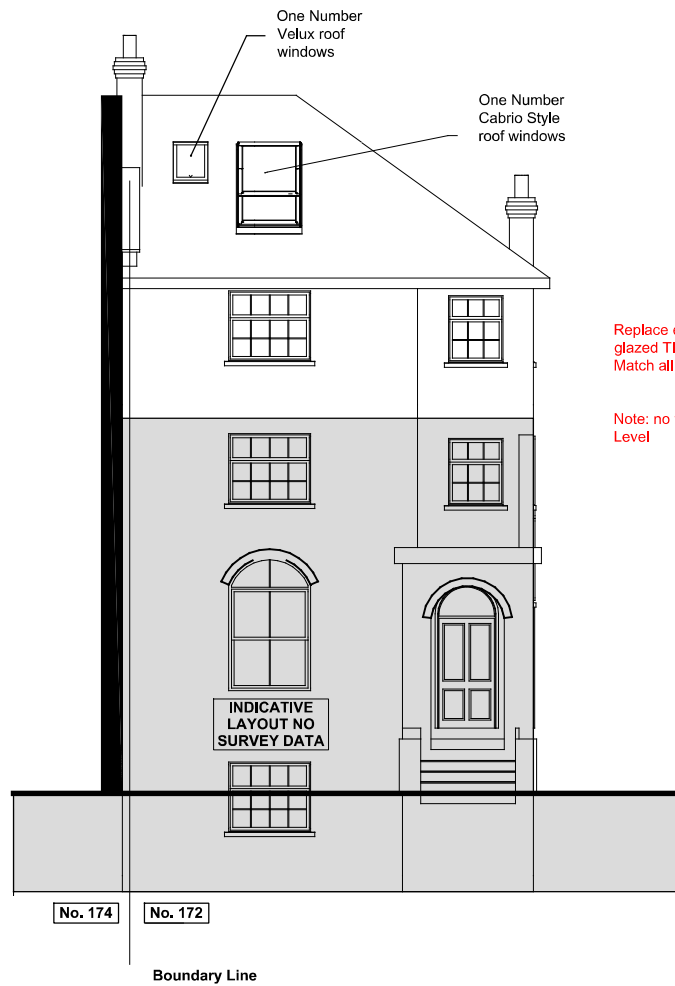 One Number
Velux roof
windows
One Number
Cabrio Style
roof windows
Replace
glazed
Match all
Note: no
Level
INDICATIVE
LAYOUT NO
SURVEY DATA
No. 174
No. 172
Boundary Line